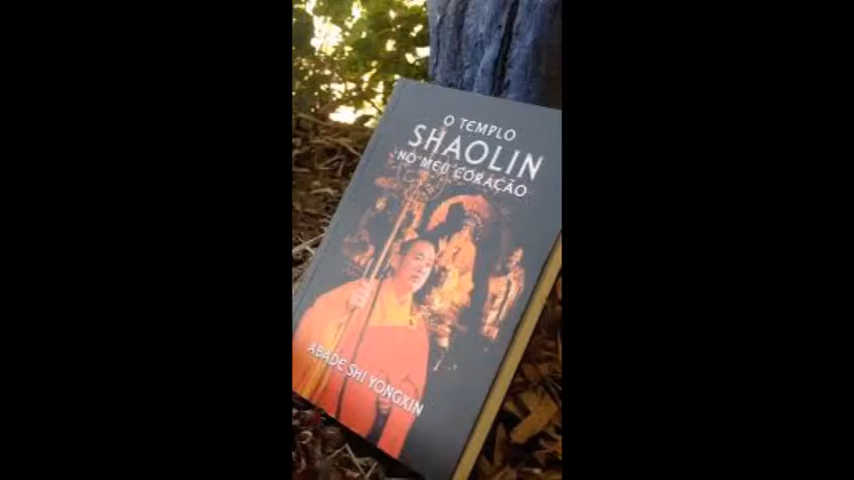 O TEMPLO
SHAOLIN
NO MEU CORAÇÃO
ABADE SHI YONGXIN